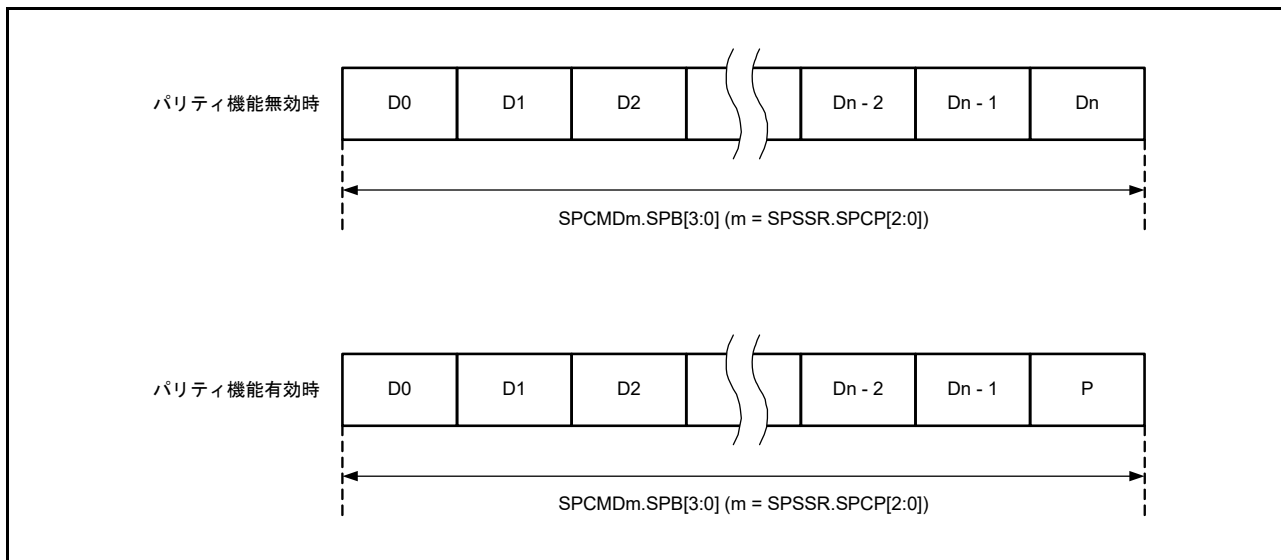 パリティ機能無効時 D0 D1 D2 Dn - 2 Dn - 1 Dn
SPCMDm.SPB[3:0] (m = SPSSR.SPCP[2:0])
パリティ機能有効時 D0 D1 D2 Dn - 2 Dn - 1 P
SPCMDm.SPB[3:0] (m = SPSSR.SPCP[2:0])